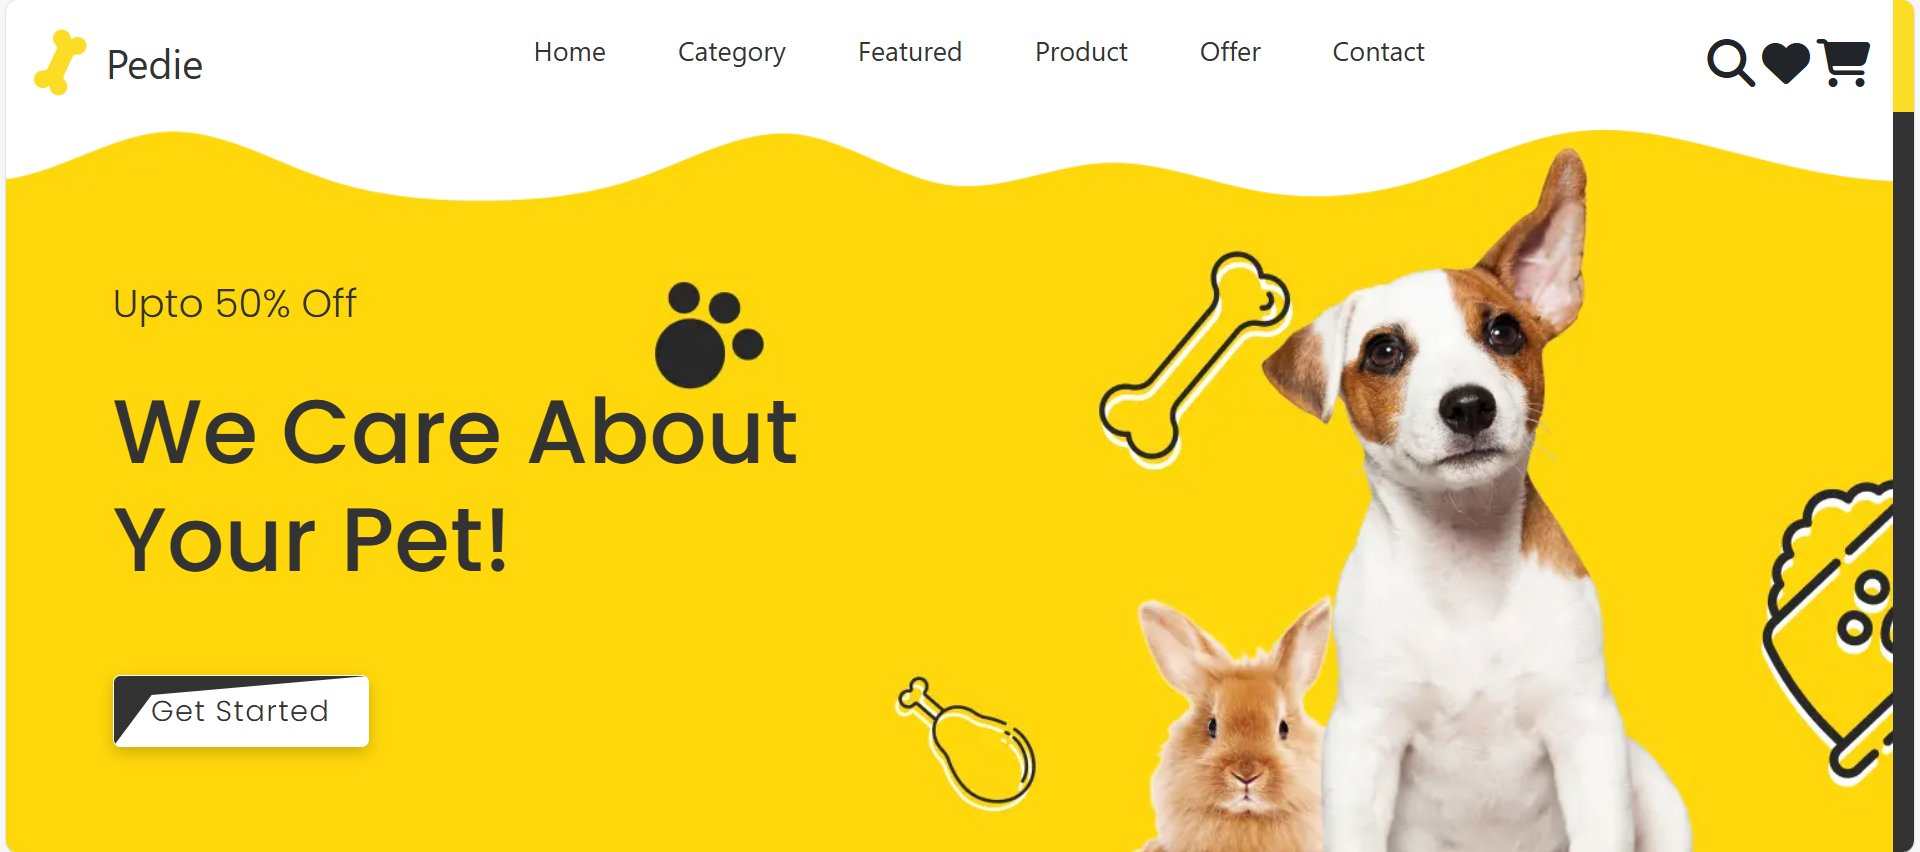 Pedie
Home Category Featured Product Offer Contact
Upto 50% Off
We Care About
Your Pet!
Get Started